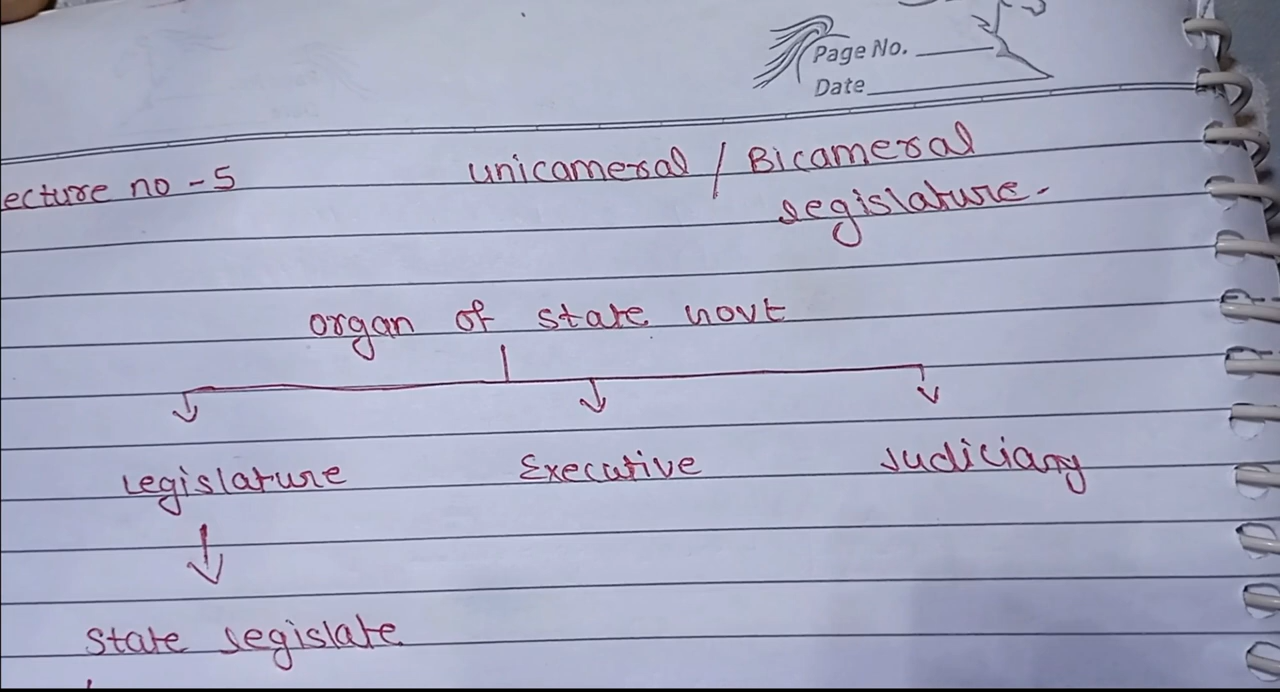 Page No.
Date
ecture no - 5
unicameral / Bicameral
legislature.
organ of state Govt
Legislature Executive Judiciary
State legislate